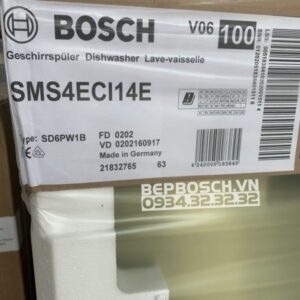 BOSCH
V06 100
Geschirrspüler Dishwasher Lave-vaisselle
SMS4ECI14E
Type: SD6PW1B
FD 0202
VD 0202160917
Made in Germany
21832765 63
BEPBOSCH.VN
0934.32.32.32